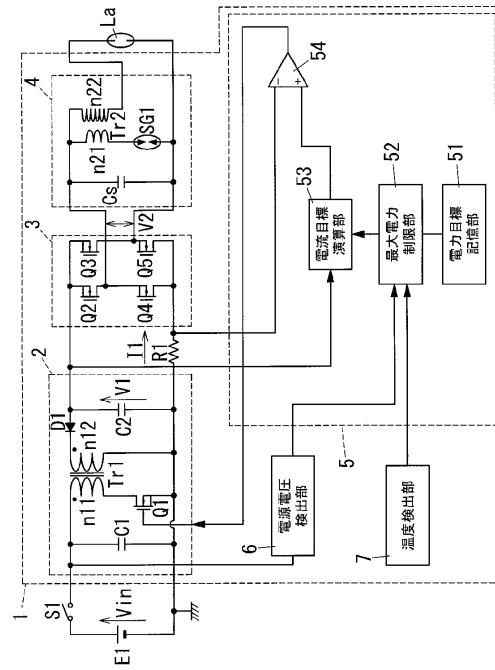 1
S1
E1
Vin
2
C1
n11
Tr1
n12
Q1
D1
C2
V1
I1
R1
3
Q2
Q3
Q4
Q5
V2
4
Cs
n21
n22
Tr2
SG1
La
5
電源電圧
検出部
6
温度検出部
7
電流目標
演算部
53
最大電力
制限部
52
電力目標
記憶部
51
−
+
54